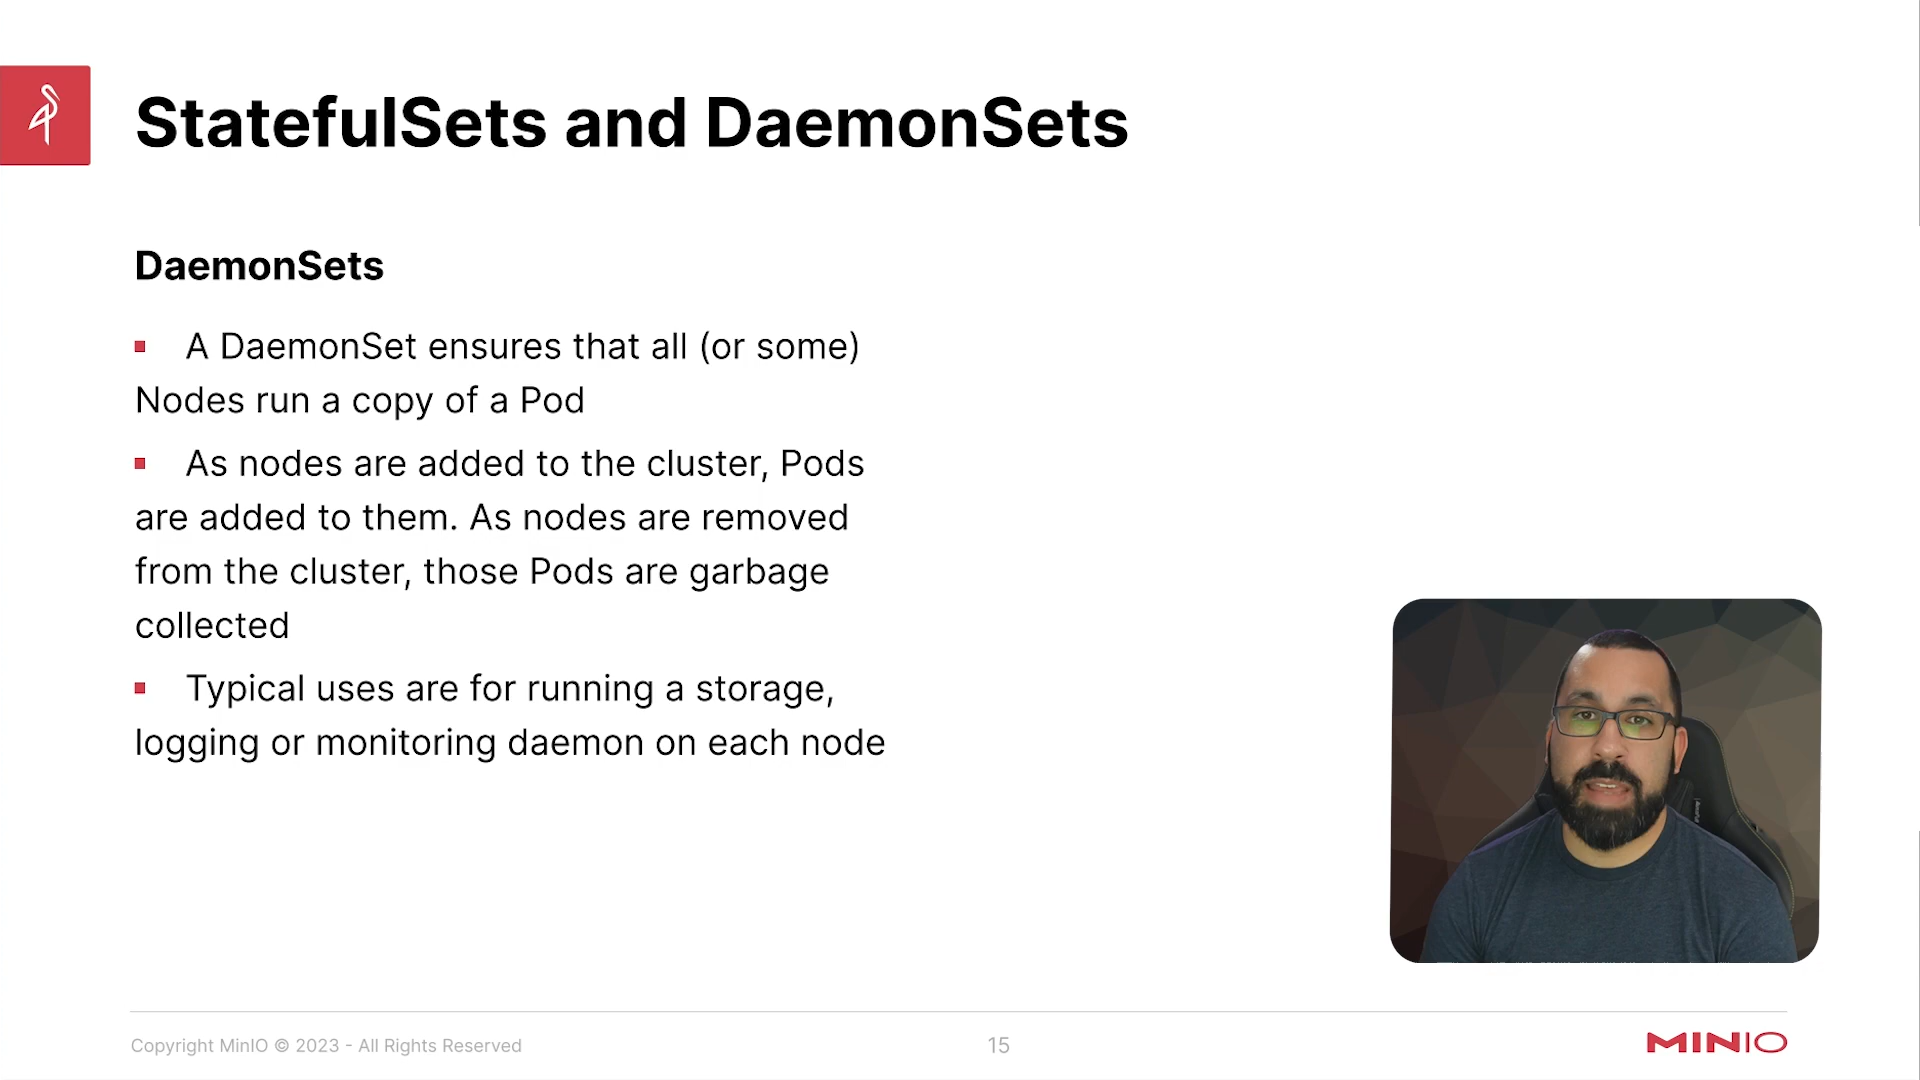 StatefulSets and DaemonSets
DaemonSets
▪ A DaemonSet ensures that all (or some)
Nodes run a copy of a Pod
▪ As nodes are added to the cluster, Pods
are added to them. As nodes are removed
from the cluster, those Pods are garbage
collected
▪ Typical uses are for running a storage,
logging or monitoring daemon on each node
Copyright MinIO © 2023 - All Rights Reserved
15
MINIO